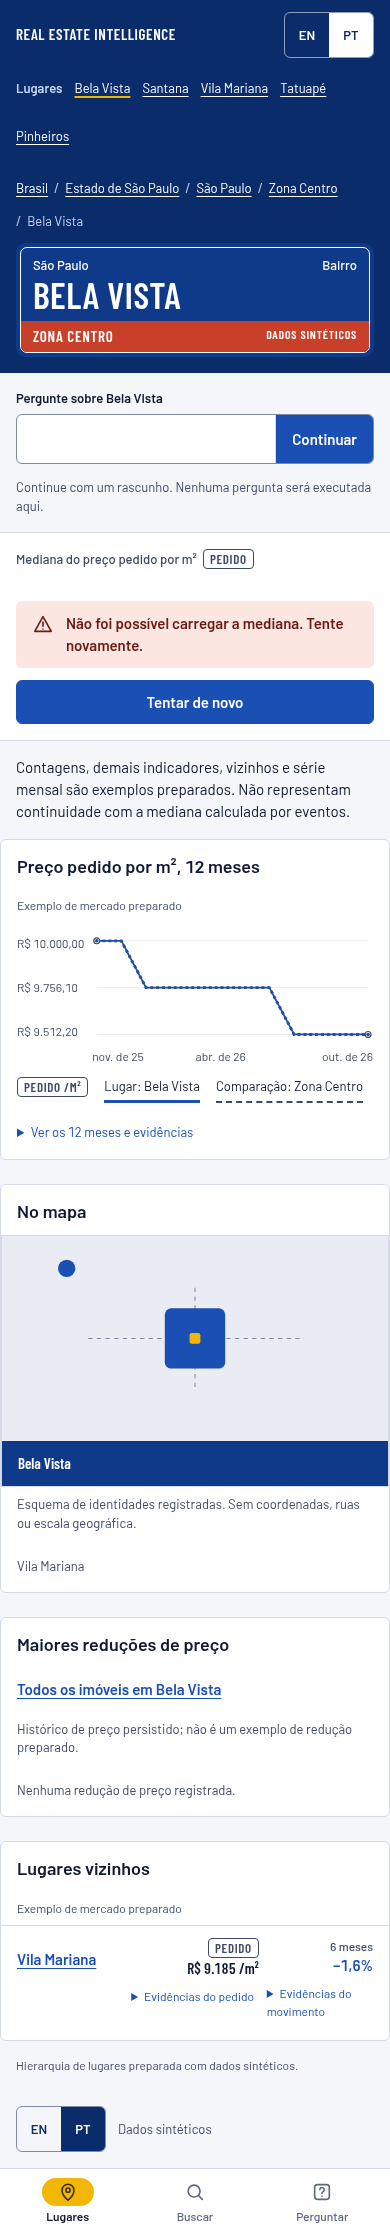 REAL ESTATE INTELLIGENCE
EN PT
Lugares Bela Vista Santana Vila Mariana Tatuapé
Pinheiros
Brasil / Estado de São Paulo / São Paulo / Zona Centro
/ Bela Vista
São Paulo Bairro
BELA VISTA
ZONA CENTRO DADOS SINTÉTICOS
Pergunte sobre Bela Vista
Continuar
Continue com um rascunho. Nenhuma pergunta será executada
aqui.
Mediana do preço pedido por m² PEDIDO
Não foi possível carregar a mediana. Tente
novamente.
Tentar de novo
Contagens, demais indicadores, vizinhos e série
mensal são exemplos preparados. Não representam
continuidade com a mediana calculada por eventos.
Preço pedido por m², 12 meses
Exemplo de mercado preparado
R$ 10.000,00
R$ 9.756,10
R$ 9.512,20
nov. de 25 abr. de 26 out. de 26
PEDIDO /M² Lugar: Bela Vista Comparação: Zona Centro
Ver os 12 meses e evidências
No mapa
Bela Vista
Esquema de identidades registradas. Sem coordenadas, ruas
ou escala geográfica.
Vila Mariana
Maiores reduções de preço
Todos os imóveis em Bela Vista
Histórico de preço persistido; não é um exemplo de redução
preparado.
Nenhuma redução de preço registrada.
Lugares vizinhos
Exemplo de mercado preparado
Vila Mariana PEDIDO 6 meses
R$ 9.185 /m² −1,6%
Evidências do pedido Evidências do
movimento
Hierarquia de lugares preparada com dados sintéticos.
EN PT Dados sintéticos
Lugares Buscar Perguntar